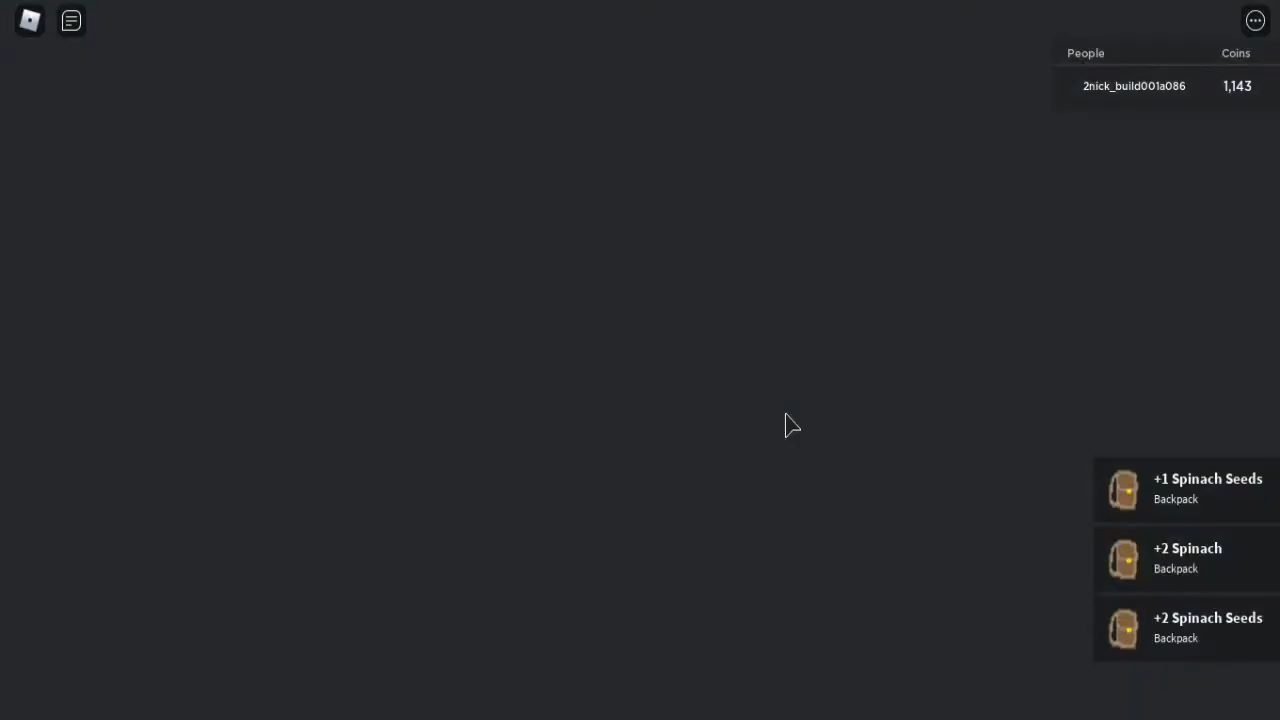 People Coins
2nick_build001a086 1,143
+1 Spinach Seeds
Backpack
+2 Spinach
Backpack
+2 Spinach Seeds
Backpack